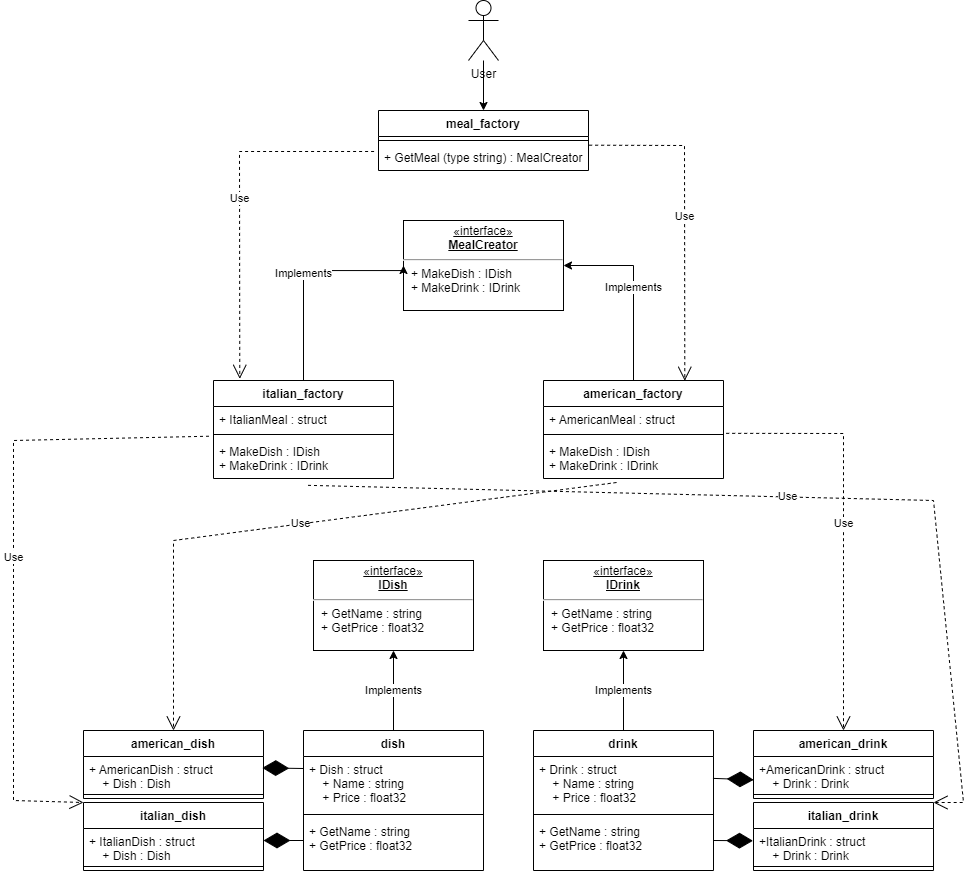 User
meal_factory
+ GetMeal (type string) : MealCreator
Use
Use
«interface»
MealCreator
+ MakeDish : IDish
+ MakeDrink : IDrink
Implements
Implements
italian_factory
+ ItalianMeal : struct
+ MakeDish : IDish
+ MakeDrink : IDrink
american_factory
+ AmericanMeal : struct
+ MakeDish : IDish
+ MakeDrink : IDrink
Use
Use
Use
Use
«interface»
IDish
+ GetName : string
+ GetPrice : float32
«interface»
IDrink
+ GetName : string
+ GetPrice : float32
Implements
Implements
american_dish
+ AmericanDish : struct
+ Dish : Dish
italian_dish
+ ItalianDish : struct
+ Dish : Dish
dish
+ Dish : struct
+ Name : string
+ Price : float32
+ GetName : string
+ GetPrice : float32
drink
+ Drink : struct
+ Name : string
+ Price : float32
+ GetName : string
+ GetPrice : float32
american_drink
+AmericanDrink : struct
+ Drink : Drink
italian_drink
+ItalianDrink : struct
+ Drink : Drink